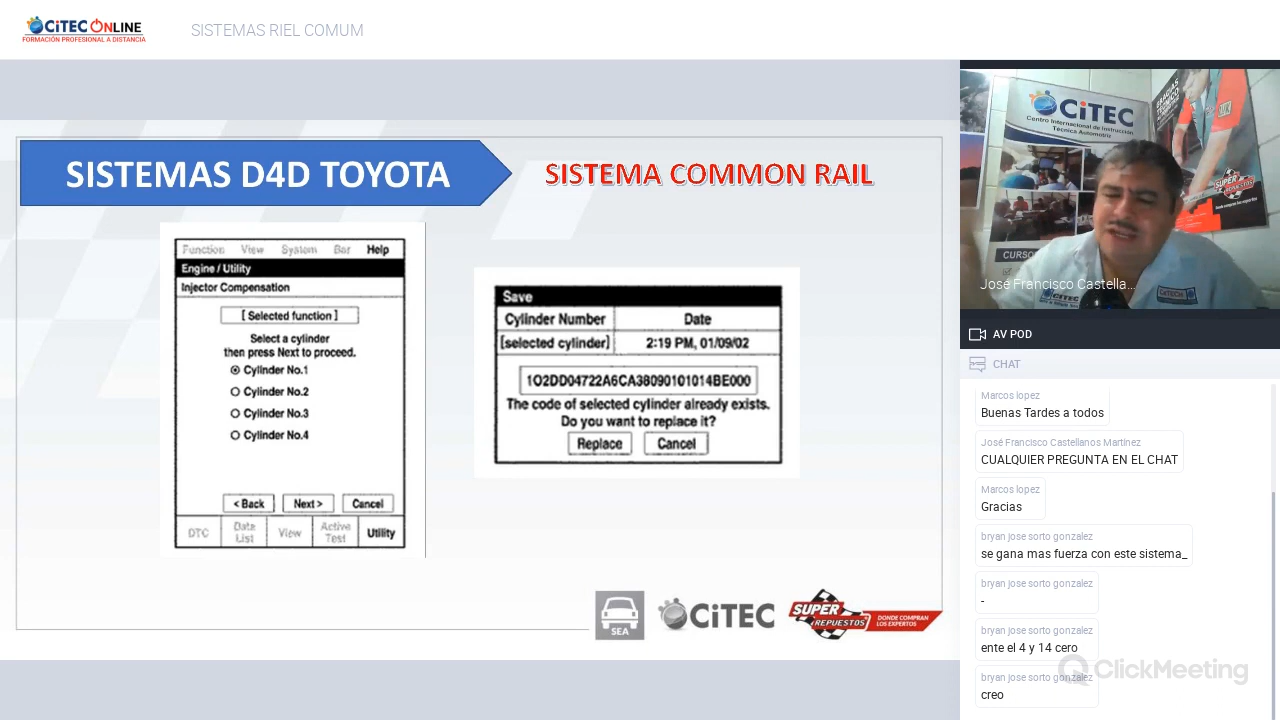 CiTEC ONLINE
FORMACIÓN PROFESIONAL A DISTANCIA
SISTEMAS RIEL COMUM
SISTEMAS D4D TOYOTA
SISTEMA COMMON RAIL
Function View System Bar Help
Engine / Utility
Injector Compensation
[ Selected function ]
Select a cylinder
then press Next to proceed.
Cylinder No.1
Cylinder No.2
Cylinder No.3
Cylinder No.4
< Back Next > Cancel
DTC Data List View Active Test Utility
Save
Cylinder Number Date
[selected cylinder] 2:19 PM, 01/09/02
1O2DD04722A6CA38090101014BE000
The code of selected cylinder already exists.
Do you want to replace it?
Replace Cancel
SEA
CiTEC
SUPER
REPUESTOS
DONDE COMPRAN
LOS EXPERTOS
CiTEC
Centro Internacional de Instrucción
Técnica Automotriz
SUPER
CURSO
José Francisco Castella...
AV POD
CHAT
Marcos lopez
Buenas Tardes a todos
José Francisco Castellanos Martínez
CUALQUIER PREGUNTA EN EL CHAT
Marcos lopez
Gracias
bryan jose sorto gonzalez
se gana mas fuerza con este sistema_
bryan jose sorto gonzalez
-
bryan jose sorto gonzalez
ente el 4 y 14 cero
bryan jose sorto gonzalez
creo
ClickMeeting